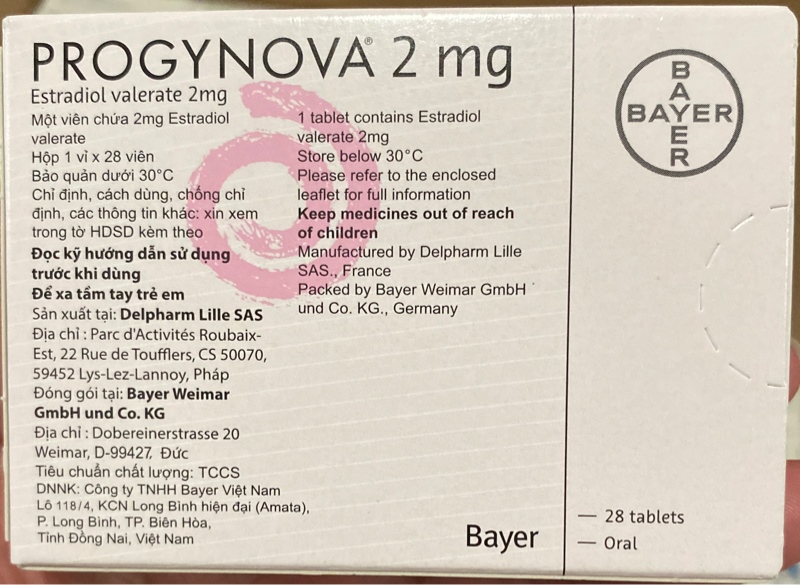 PROGYNOVA® 2 mg
Estradiol valerate 2mg
Một viên chứa 2mg Estradiol
valerate
Hộp 1 vỉ x 28 viên
Bảo quản dưới 30°C
Chỉ định, cách dùng, chống chỉ
định, các thông tin khác: xin xem
trong tờ HDSD kèm theo
Đọc kỹ hướng dẫn sử dụng
trước khi dùng
Để xa tầm tay trẻ em
Sản xuất tại: Delpharm Lille SAS
Địa chỉ : Parc d'Activités Roubaix-
Est, 22 Rue de Toufflers, CS 50070,
59452 Lys-Lez-Lannoy, Pháp
Đóng gói tại: Bayer Weimar
GmbH und Co. KG
Địa chỉ : Dobereinerstrasse 20
Weimar, D-99427, Đức
Tiêu chuẩn chất lượng: TCCS
DNNK: Công ty TNHH Bayer Việt Nam
Lô 118/4, KCN Long Bình hiện đại (Amata),
P. Long Bình, TP. Biên Hòa,
Tỉnh Đồng Nai, Việt Nam
1 tablet contains Estradiol
valerate 2mg
Store below 30°C
Please refer to the enclosed
leaflet for full information
Keep medicines out of reach
of children
Manufactured by Delpharm Lille
SAS., France
Packed by Bayer Weimar GmbH
und Co. KG., Germany
Bayer
BAYER
BAYER
— 28 tablets
— Oral